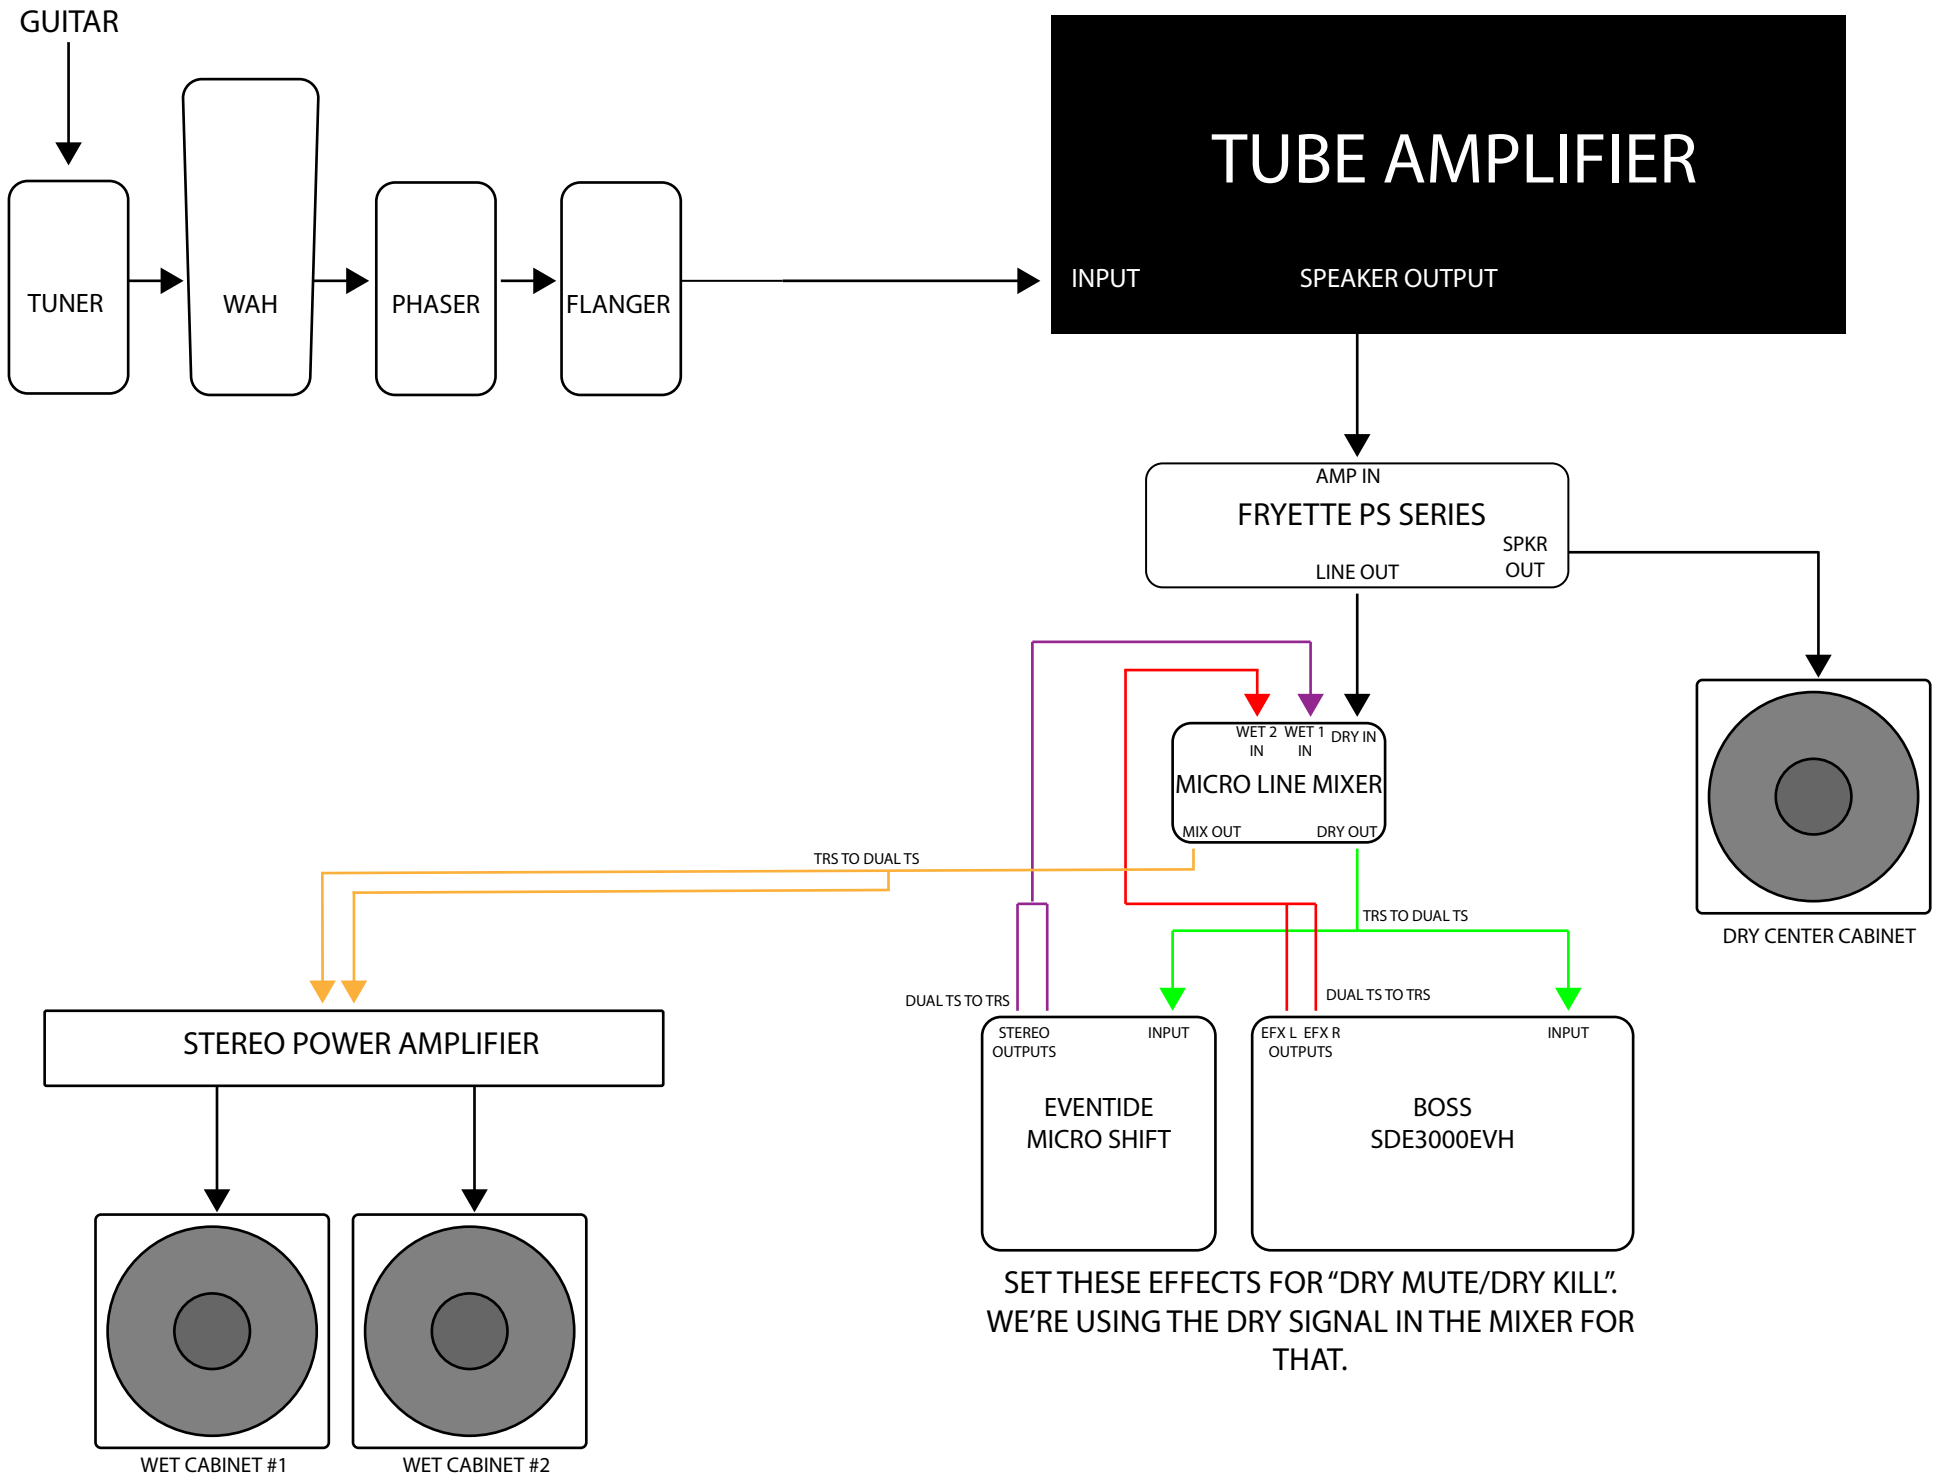 GUITAR
TUNER
WAH
PHASER
FLANGER
TUBE AMPLIFIER
INPUT
SPEAKER OUTPUT
AMP IN
FRYETTE PS SERIES
SPKR
OUT
LINE OUT
WET 2
IN
WET 1
IN
DRY IN
MICRO LINE MIXER
MIX OUT
DRY OUT
TRS TO DUAL TS
TRS TO DUAL TS
DRY CENTER CABINET
DUAL TS TO TRS
DUAL TS TO TRS
STEREO POWER AMPLIFIER
STEREO
OUTPUTS
INPUT
EVENTIDE
MICRO SHIFT
EFX L EFX R
OUTPUTS
INPUT
BOSS
SDE3000EVH
SET THESE EFFECTS FOR “DRY MUTE/DRY KILL”.
WE’RE USING THE DRY SIGNAL IN THE MIXER FOR
THAT.
WET CABINET #1
WET CABINET #2